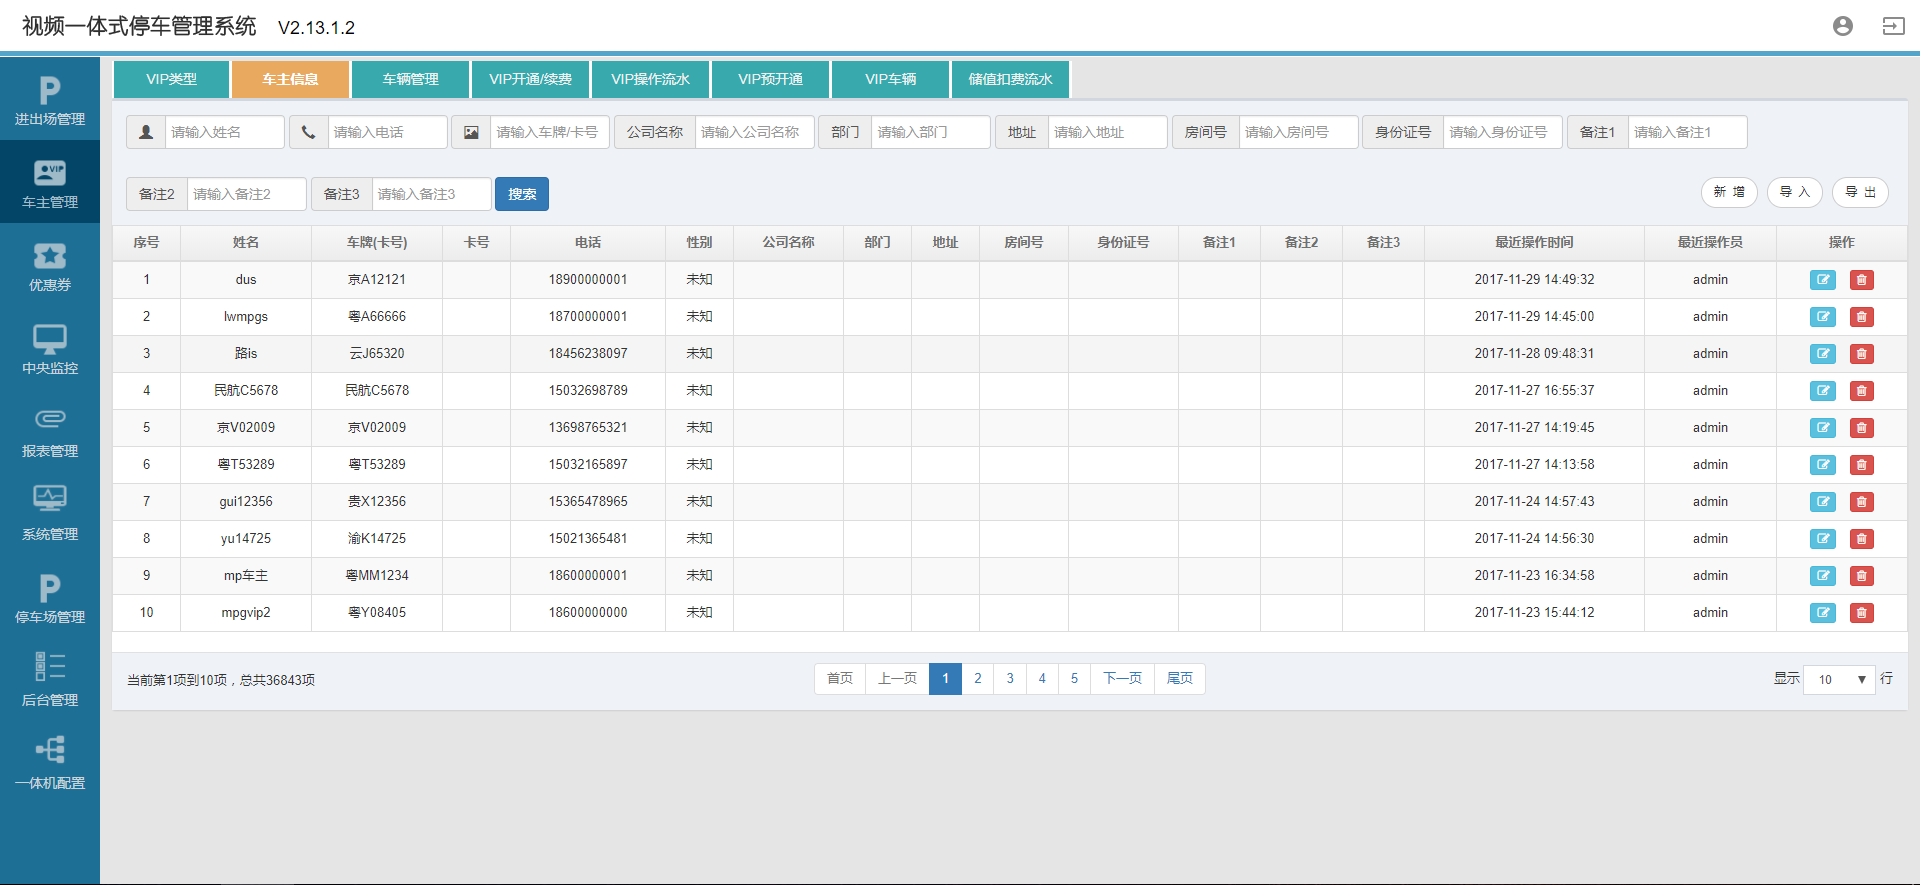 视频一体式停车管理系统 V2.13.1.2
VIP类型 车主信息 车辆管理 VIP开通/续费 VIP操作流水 VIP预开通 VIP车辆 储值扣费流水
进出场管理
车主管理
优惠券
中央监控
报表管理
系统管理
停车场管理
后台管理
一体机配置
请输入姓名 请输入电话 请输入车牌/卡号 公司名称 请输入公司名称 部门 请输入部门 地址 请输入地址 房间号 请输入房间号 身份证号 请输入身份证号 备注1 请输入备注1
备注2 请输入备注2 备注3 请输入备注3 搜索 新 增 导 入 导 出
序号 姓名 车牌(卡号) 卡号 电话 性别 公司名称 部门 地址 房间号 身份证号 备注1 备注2 备注3 最近操作时间 最近操作员 操作
1 dus 京A12121 18900000001 未知 2017-11-29 14:49:32 admin
2 lwmpgs 粤A66666 18700000001 未知 2017-11-29 14:45:00 admin
3 路is 云J65320 18456238097 未知 2017-11-28 09:48:31 admin
4 民航C5678 民航C5678 15032698789 未知 2017-11-27 16:55:37 admin
5 京V02009 京V02009 13698765321 未知 2017-11-27 14:19:45 admin
6 粤T53289 粤T53289 15032165897 未知 2017-11-27 14:13:58 admin
7 gui12356 贵X12356 15365478965 未知 2017-11-24 14:57:43 admin
8 yu14725 渝K14725 15021365481 未知 2017-11-24 14:56:30 admin
9 mp车主 粤MM1234 18600000001 未知 2017-11-23 16:34:58 admin
10 mpgvip2 粤Y08405 18600000000 未知 2017-11-23 15:44:12 admin
当前第1项到10项，总共36843项 首页 上一页 1 2 3 4 5 下一页 尾页 显示 10 行